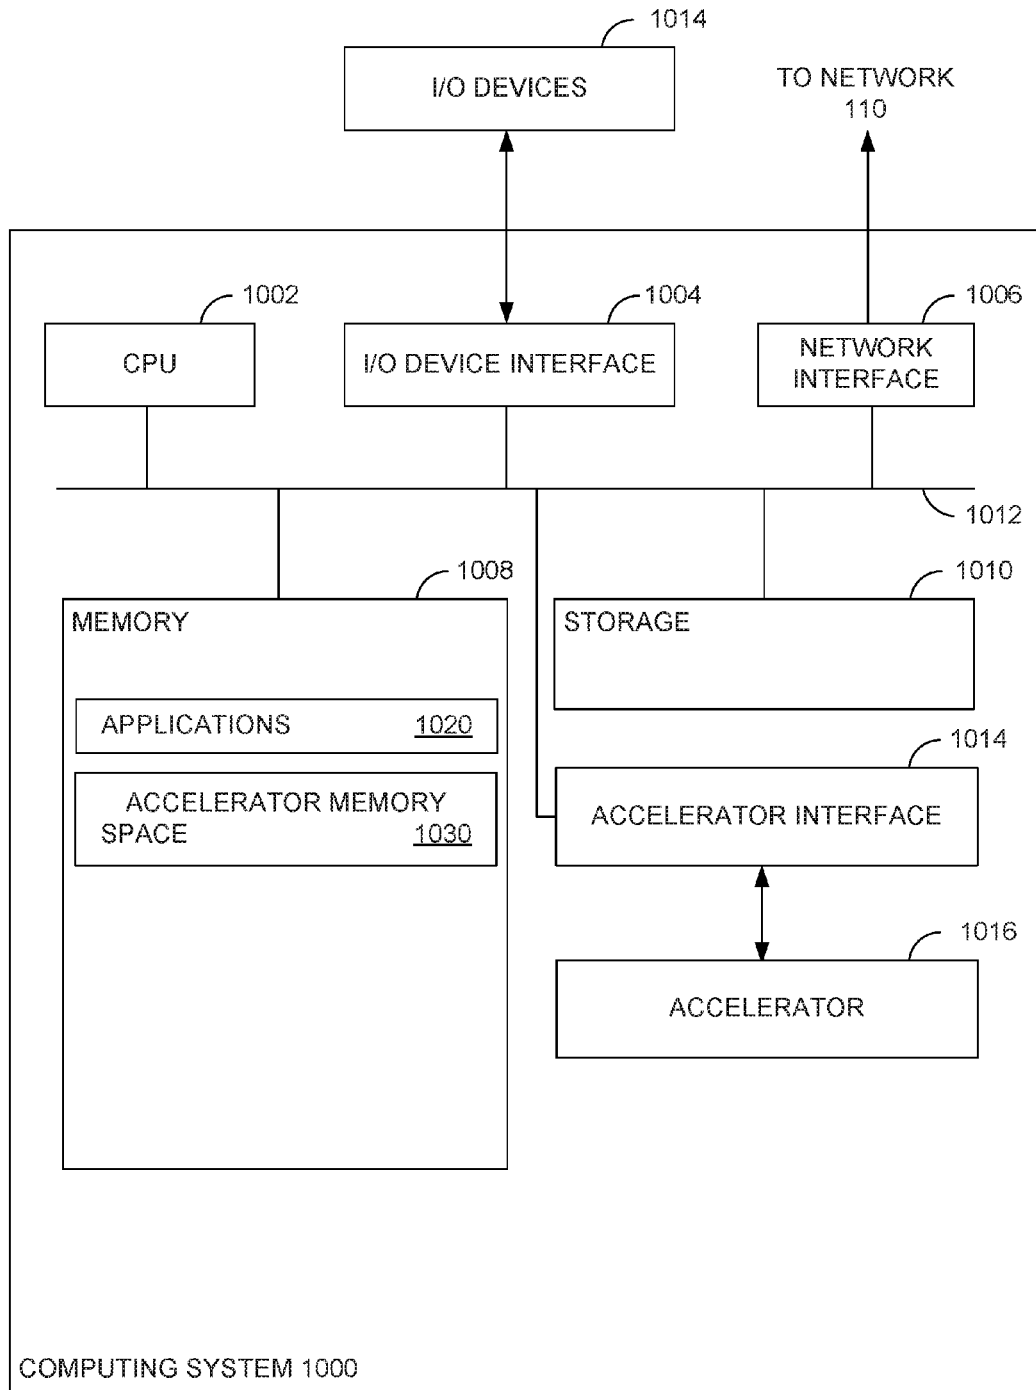 1014
I/O DEVICES
TO NETWORK
110
1002
1004
1006
CPU
I/O DEVICE INTERFACE
NETWORK
INTERFACE
1012
1008
1010
MEMORY
STORAGE
APPLICATIONS 1020
1014
ACCELERATOR MEMORY
SPACE 1030
ACCELERATOR INTERFACE
1016
ACCELERATOR
COMPUTING SYSTEM 1000